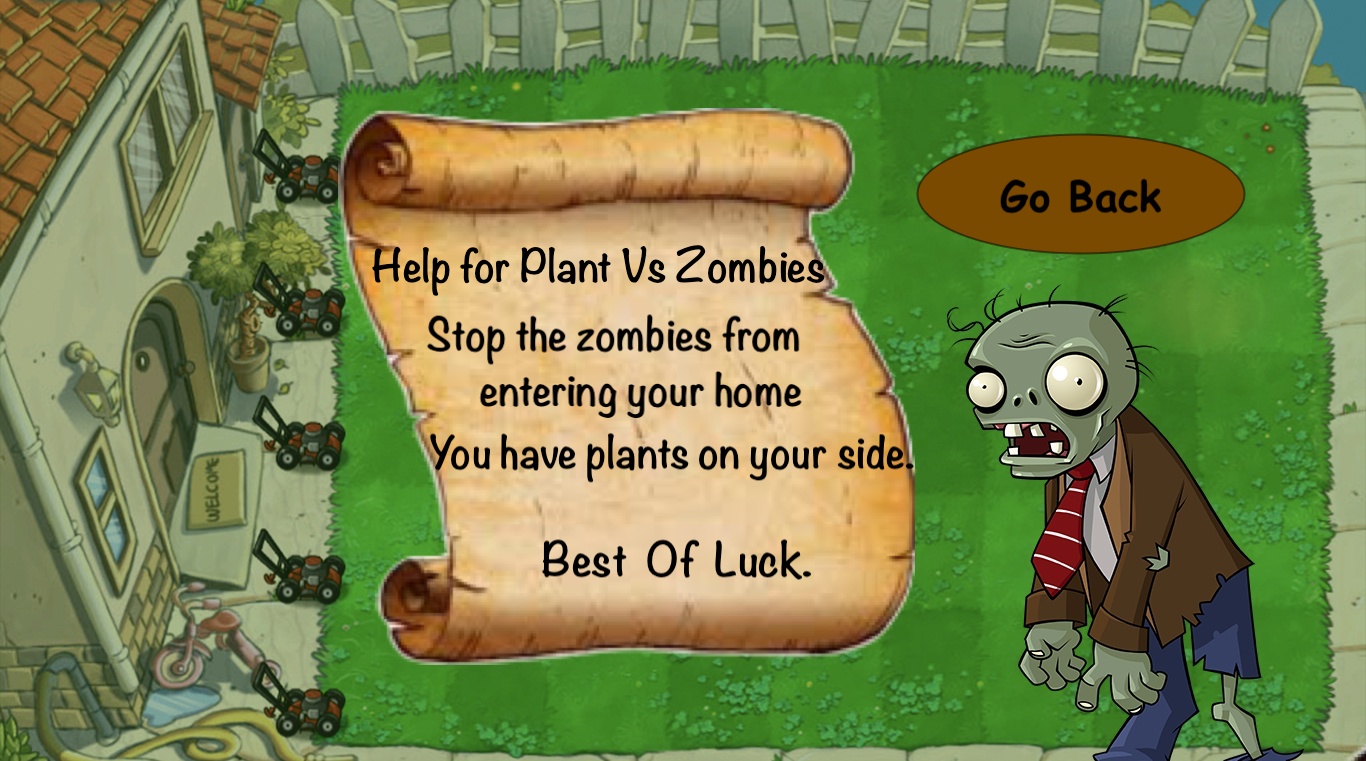 Go Back
Help for Plant Vs Zombies
Stop the zombies from
entering your home
You have plants on your side.
WELCOME
Best Of Luck.